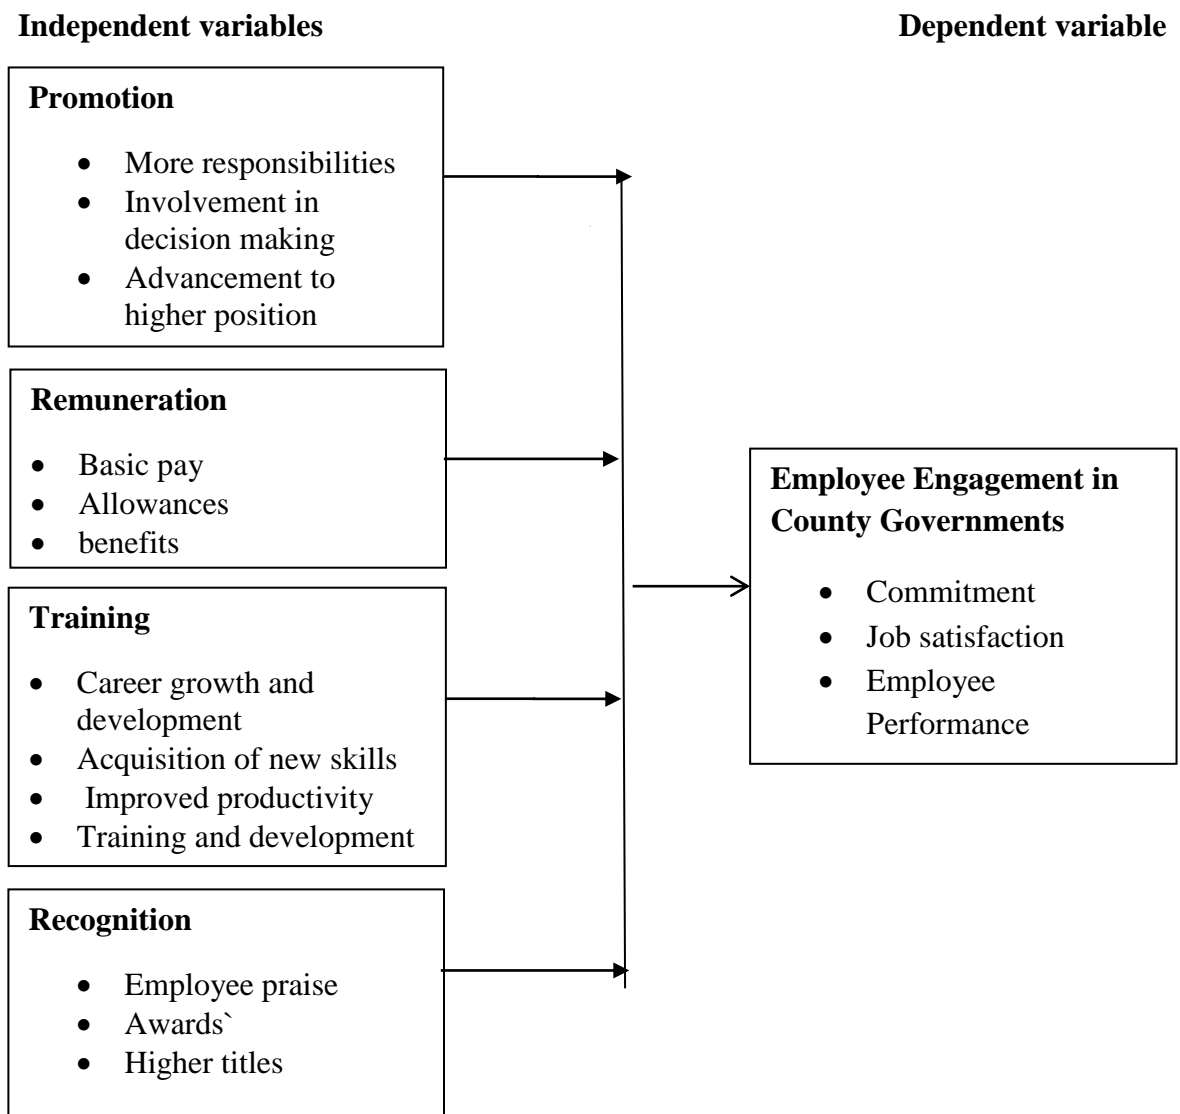 Independent variables
Dependent variable
Promotion
• More responsibilities
• Involvement in
decision making
• Advancement to
higher position
Remuneration
• Basic pay
• Allowances
• benefits
Training
• Career growth and
development
• Acquisition of new skills
• Improved productivity
• Training and development
Recognition
• Employee praise
• Awards`
• Higher titles
Employee Engagement in
County Governments
• Commitment
• Job satisfaction
• Employee
Performance